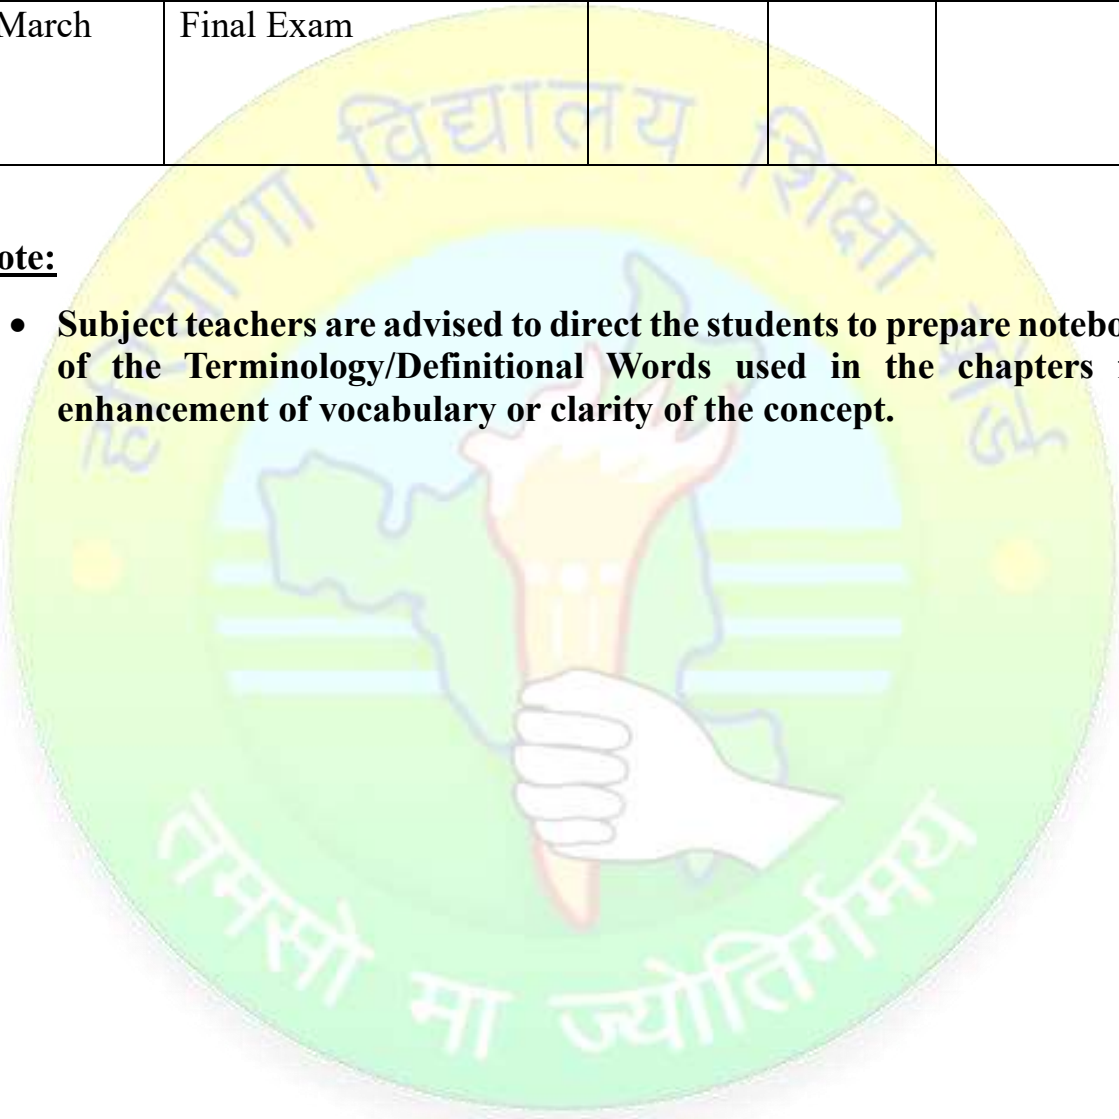 March Final Exam
ote:
• Subject teachers are advised to direct the students to prepare notebo
of the Terminology/Definitional Words used in the chapters
enhancement of vocabulary or clarity of the concept.
हरियाणा विद्यालय शिक्षा बोर्ड
तमसो मा ज्योतिर्गमय